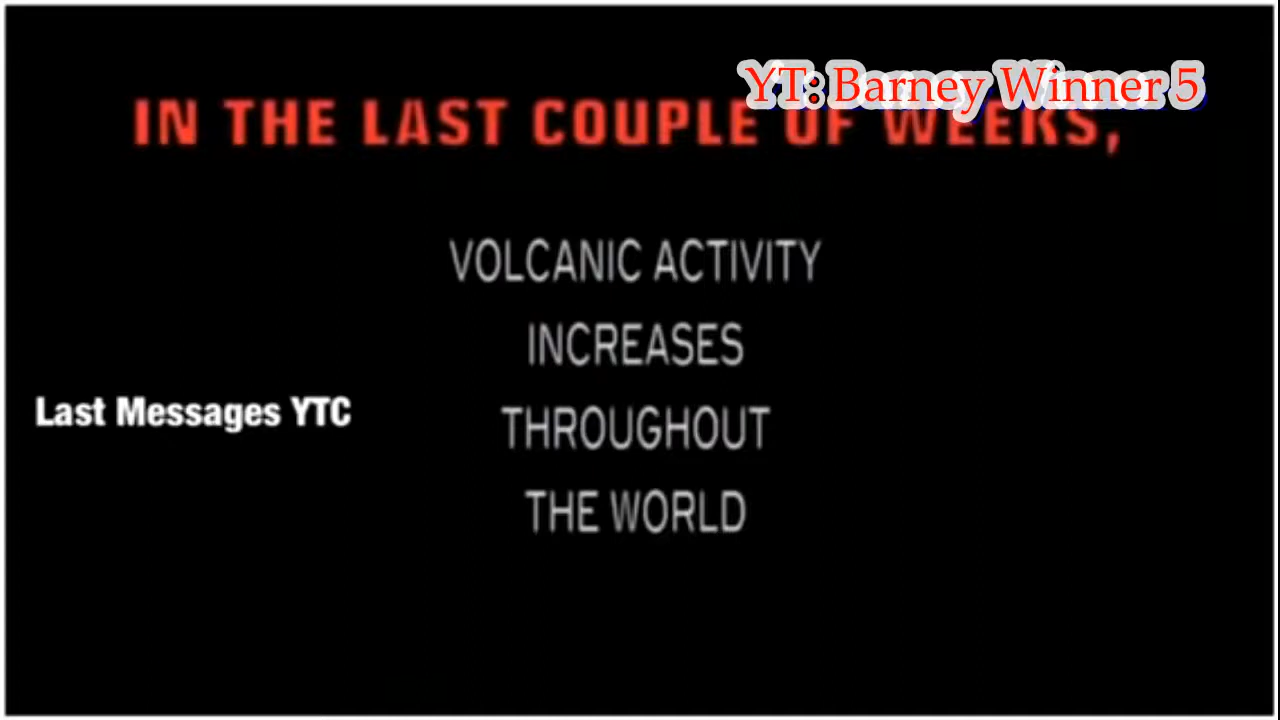 YT: Barney Winner 5
IN THE LAST COUPLE OF WEEKS,
VOLCANIC ACTIVITY
INCREASES
THROUGHOUT
THE WORLD
Last Messages YTC